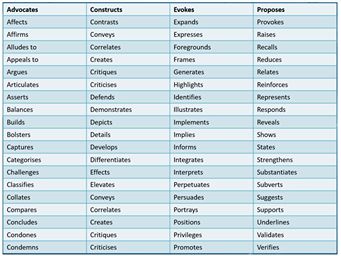 Advocates Constructs Evokes Proposes
Affects Contrasts Expands Provokes
Affirms Conveys Expresses Raises
Alludes to Correlates Foregrounds Recalls
Appeals to Creates Frames Reduces
Argues Critiques Generates Relates
Articulates Criticises Highlights Reinforces
Asserts Defends Identifies Represents
Balances Demonstrates Illustrates Responds
Builds Depicts Implements Reveals
Bolsters Details Implies Shows
Captures Develops Informs States
Categorises Differentiates Integrates Strengthens
Challenges Effects Interprets Substantiates
Classifies Elevates Perpetuates Subverts
Collates Conveys Persuades Suggests
Compares Correlates Portrays Supports
Concludes Creates Positions Underlines
Condones Critiques Privileges Validates
Condemns Criticises Promotes Verifies